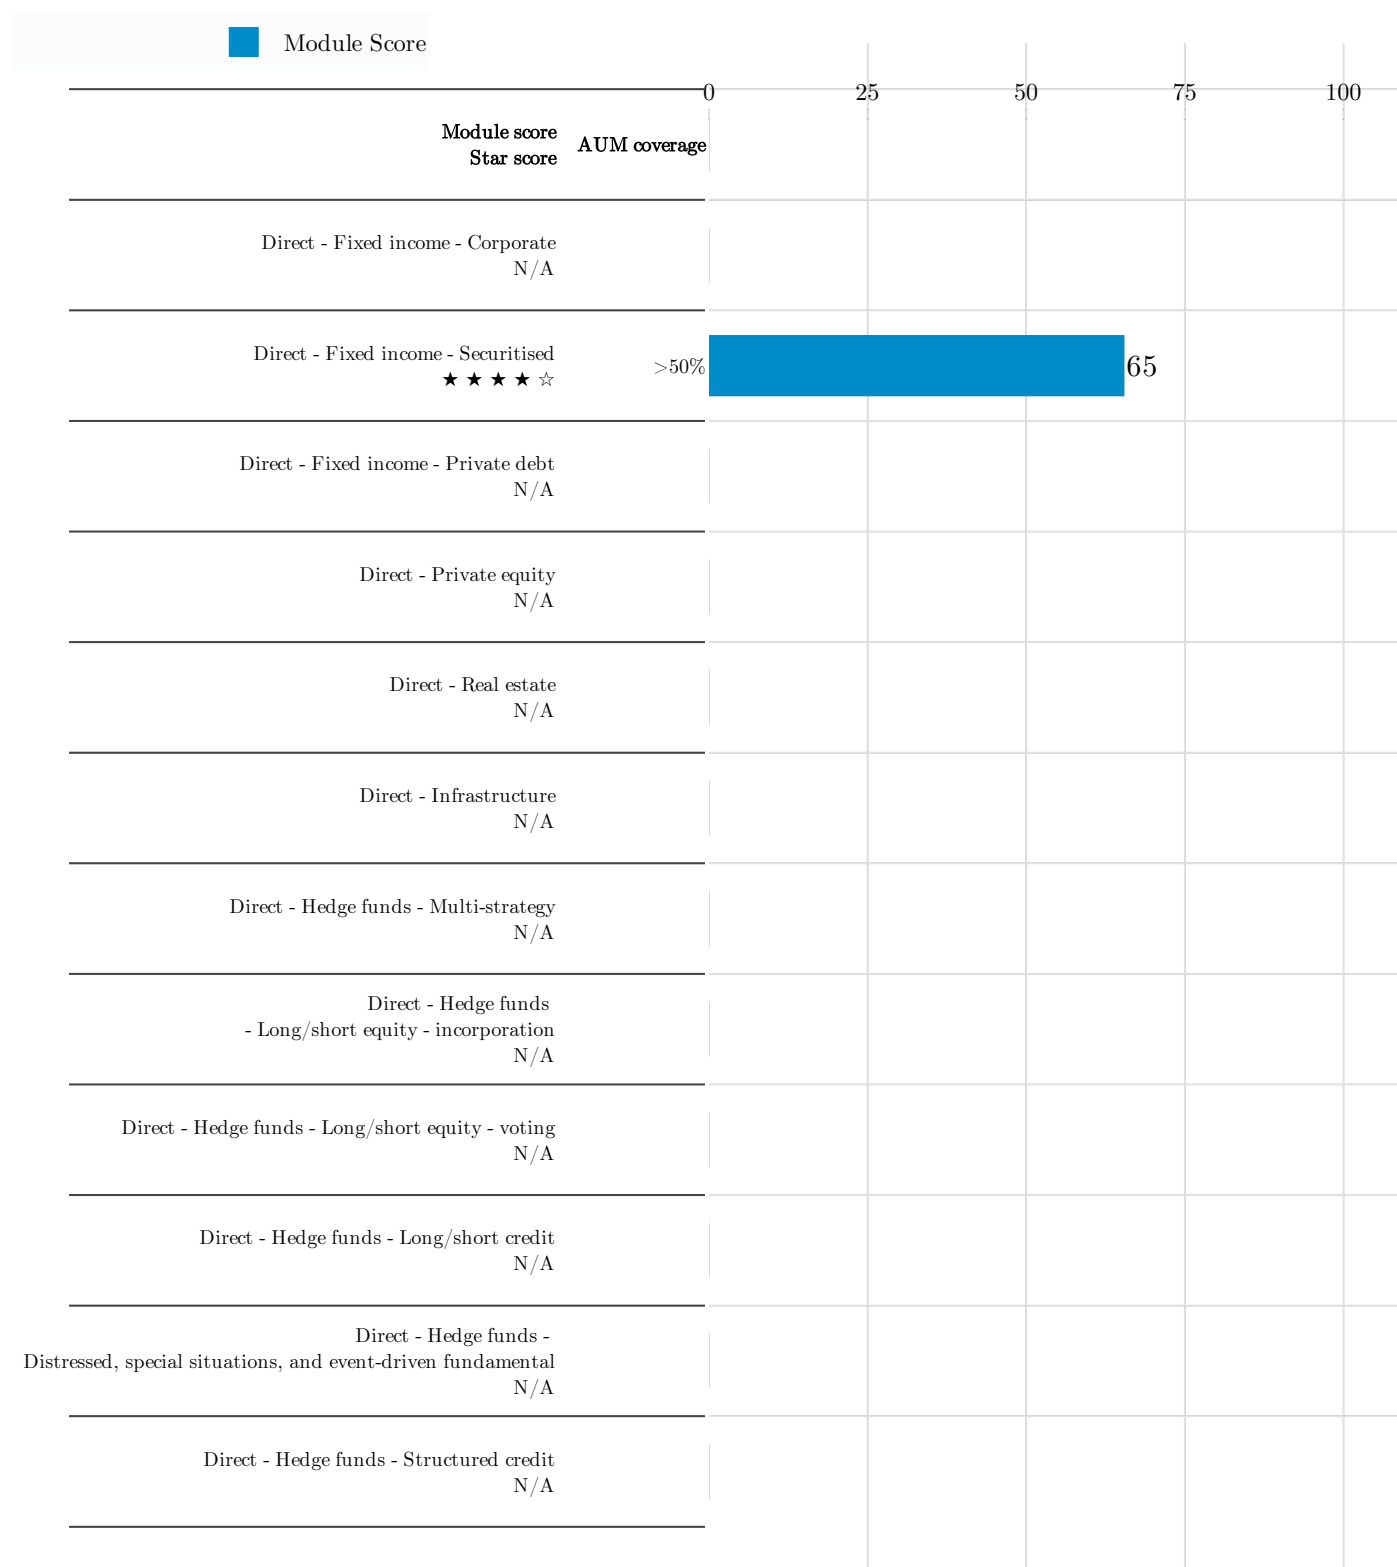 Module Score
0 25 50 75 100
Module score
Star score
AUM coverage
Direct - Fixed income - Corporate
N/A
Direct - Fixed income - Securitised
★ ★ ★ ★ ☆
>50%
65
Direct - Fixed income - Private debt
N/A
Direct - Private equity
N/A
Direct - Real estate
N/A
Direct - Infrastructure
N/A
Direct - Hedge funds - Multi-strategy
N/A
Direct - Hedge funds
- Long/short equity - incorporation
N/A
Direct - Hedge funds - Long/short equity - voting
N/A
Direct - Hedge funds - Long/short credit
N/A
Direct - Hedge funds -
Distressed, special situations, and event-driven fundamental
N/A
Direct - Hedge funds - Structured credit
N/A